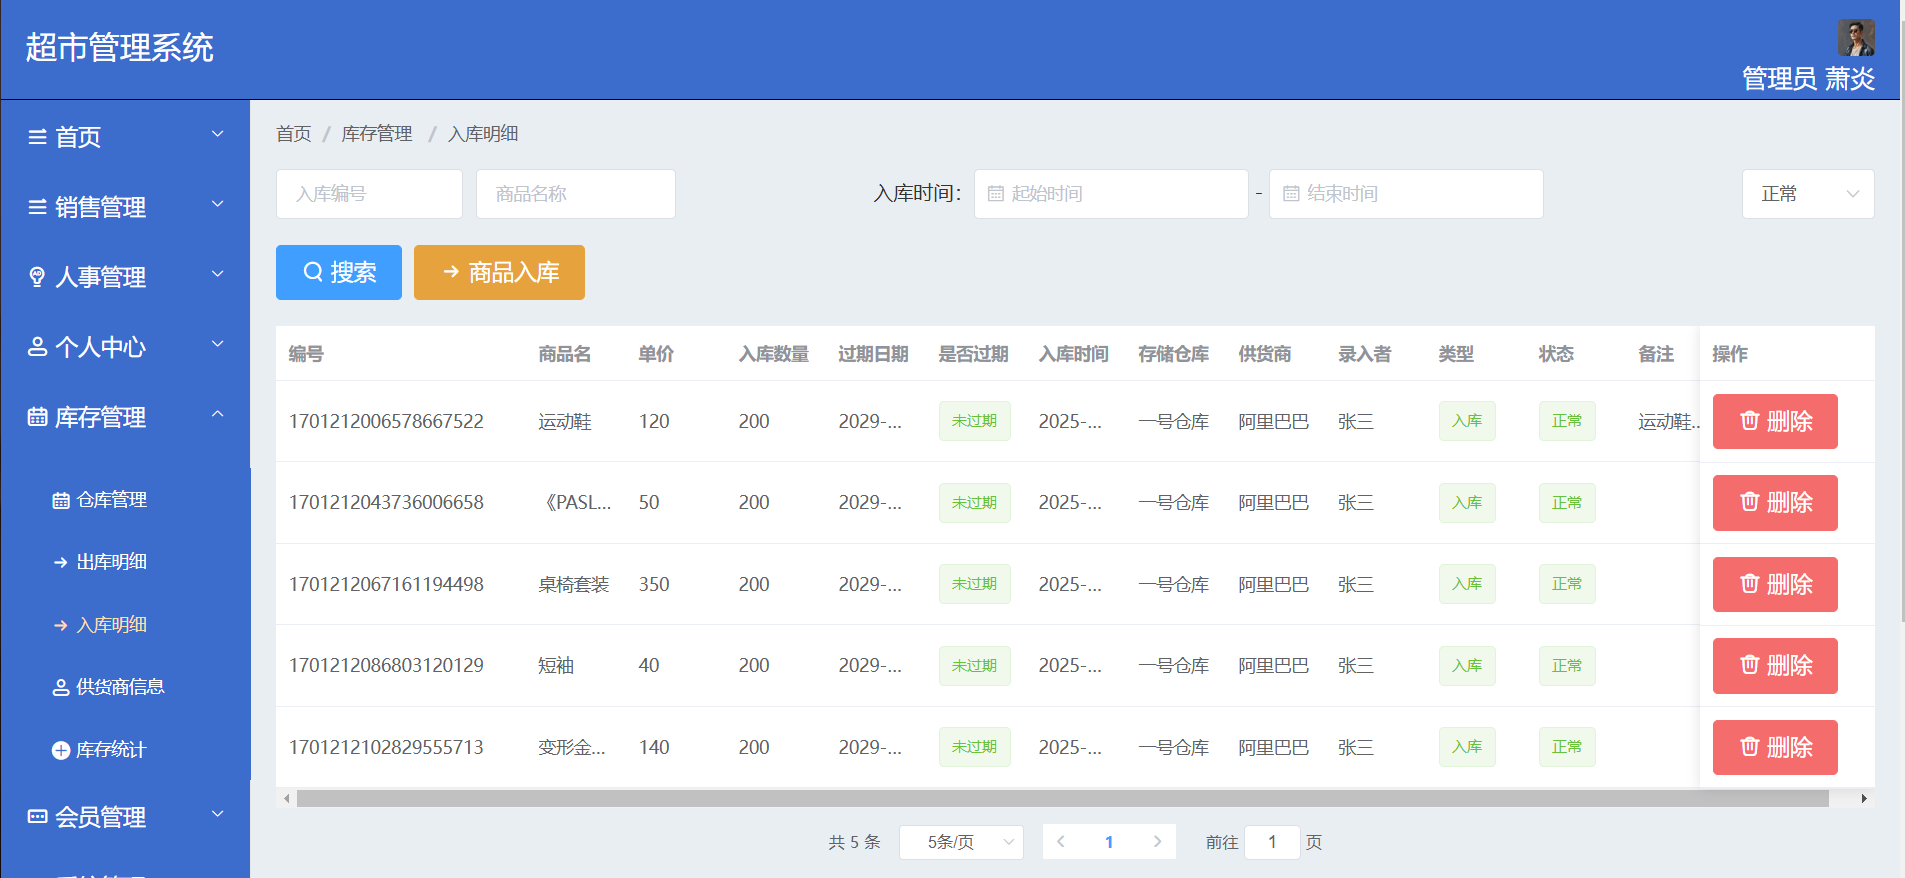 超市管理系统
管理员 萧炎
首页
销售管理
人事管理
个人中心
库存管理
仓库管理
出库明细
入库明细
供货商信息
库存统计
会员管理
首页 / 库存管理 / 入库明细
入库编号 商品名称 入库时间： 起始时间 - 结束时间 正常
搜索 商品入库
编号 商品名 单价 入库数量 过期日期 是否过期 入库时间 存储仓库 供货商 录入者 类型 状态 备注 操作
1701212006578667522 运动鞋 120 200 2029-... 未过期 2025-... 一号仓库 阿里巴巴 张三 入库 正常 运动鞋... 删除
1701212043736006658 《PASL... 50 200 2029-... 未过期 2025-... 一号仓库 阿里巴巴 张三 入库 正常 删除
1701212067161194498 桌椅套装 350 200 2029-... 未过期 2025-... 一号仓库 阿里巴巴 张三 入库 正常 删除
1701212086803120129 短袖 40 200 2029-... 未过期 2025-... 一号仓库 阿里巴巴 张三 入库 正常 删除
1701212102829555713 变形金... 140 200 2029-... 未过期 2025-... 一号仓库 阿里巴巴 张三 入库 正常 删除
共 5 条 5条/页 1 前往 1 页